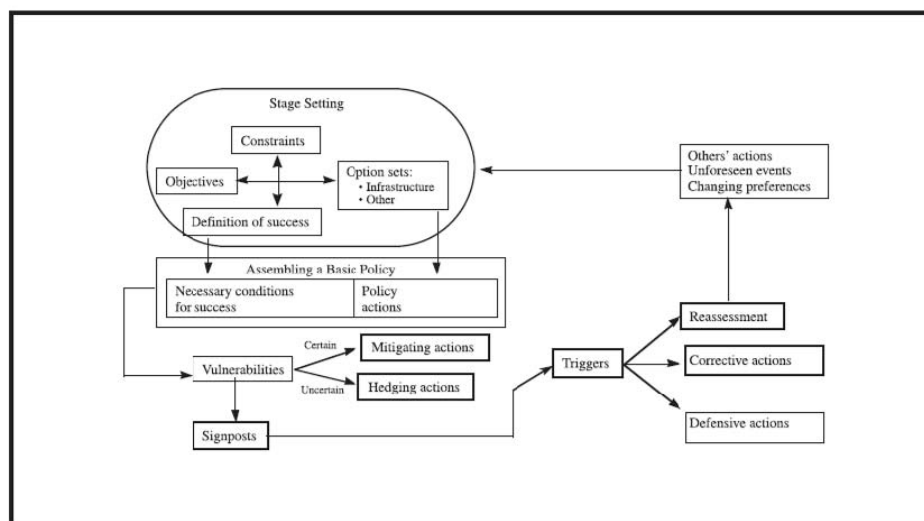 Stage Setting
Constraints
Objectives
Option sets:
• Infrastructure
• Other
Definition of success
Others' actions
Unforeseen events
Changing preferences
Assembling a Basic Policy
Necessary conditions
for success
Policy
actions
Reassessment
Certain
Mitigating actions
Vulnerabilities
Triggers
Corrective actions
Uncertain
Hedging actions
Signposts
Defensive actions